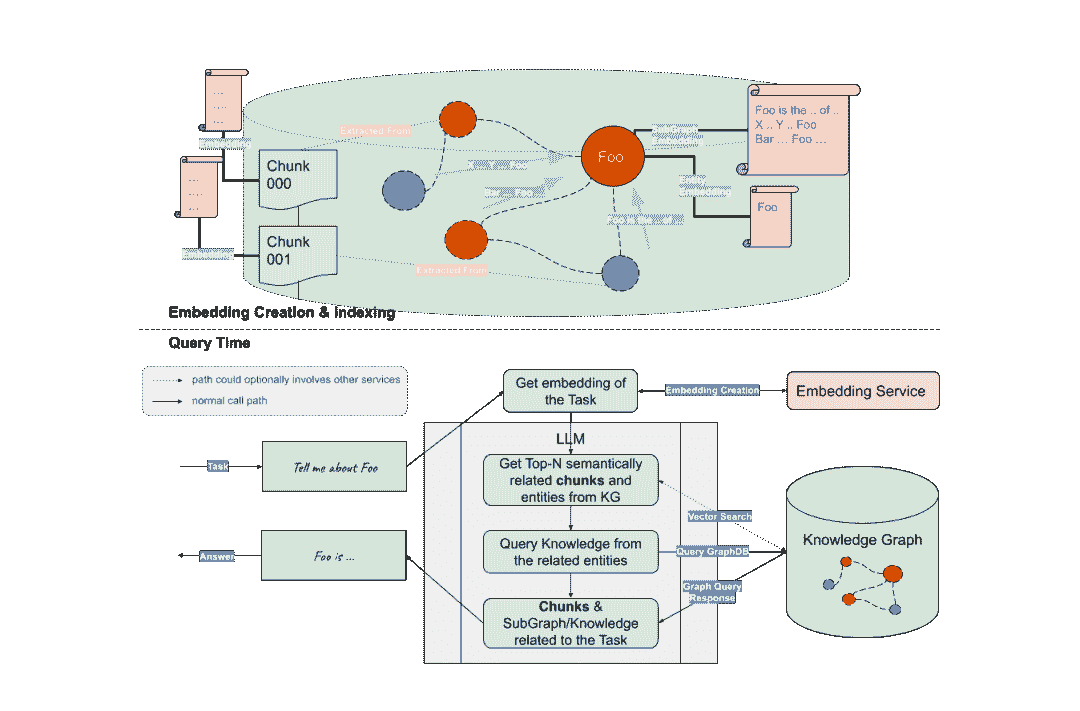 ... 
...
...
Foo is the .. of ..
X .. Y .. Foo
Bar ... Foo ...
Extracted From
Foo
Chunk
000
...
...
...
Foo
Chunk
001
Extracted From
Embedding Creation & Indexing
Query Time
path could optionally involves other services
normal call path
Get embedding of
the Task
Embedding Creation
Embedding Service
LLM
Task
Tell me about Foo
Get Top-N semantically
related chunks and
entities from KG
Vector Search
Answer
Foo is ...
Query Knowledge from
the related entities
Query GraphDB
Knowledge Graph
Graph Query
Response
Chunks &
SubGraph/Knowledge
related to the Task